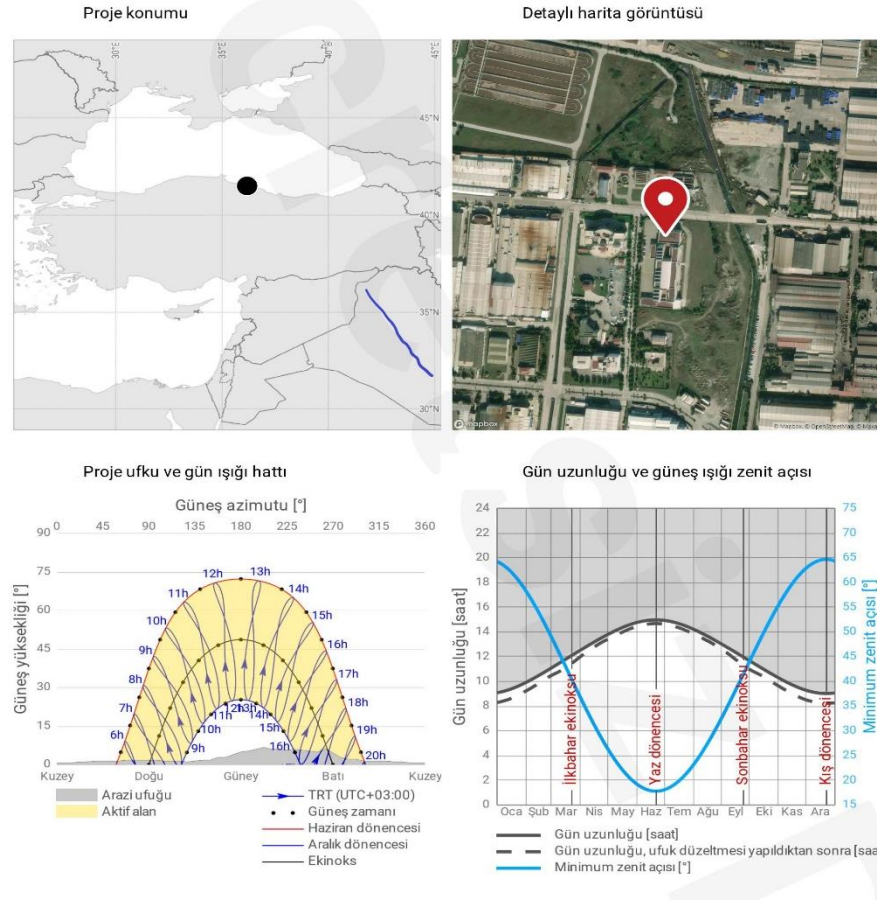 Proje konumu
Detaylı harita görüntüsü
30°E 35°E 40°E 45°E
45°N
40°N
35°N
30°N
mapbox
© Mapbox, © OpenStreetMap, © Maxa
Proje ufku ve gün ışığı hattı
Güneş azimutu [°]
0 45 90 135 180 225 270 315 360
Güneş yüksekliği [°]
90
75
60
45
30
15
0
12h 13h
11h 14h
10h 15h
9h 16h
8h 17h
7h 18h
6h 19h
20h
9h 10h 11h 12h 13h 14h 15h 16h
Kuzey Doğu Güney Batı Kuzey
Arazi ufuğu
Aktif alan
TRT (UTC+03:00)
Güneş zamanı
Haziran dönencesi
Aralık dönencesi
Ekinoks
Gün uzunluğu ve güneş ışığı zenit açısı
Gün uzunluğu [saat]
24
22
20
18
16
14
12
10
8
6
4
2
0
Minimum zenit açısı [°]
75
70
65
60
55
50
45
40
35
30
25
20
15
İlkbahar ekinoksu
Yaz dönencesi
Sonbahar ekinoksu
Kış dönencesi
Oca Şub Mar Nis May Haz Tem Ağu Eyl Eki Kas Ara
Gün uzunluğu [saat]
Gün uzunluğu, ufuk düzeltmesi yapıldıktan sonra [saa
Minimum zenit açısı [°]